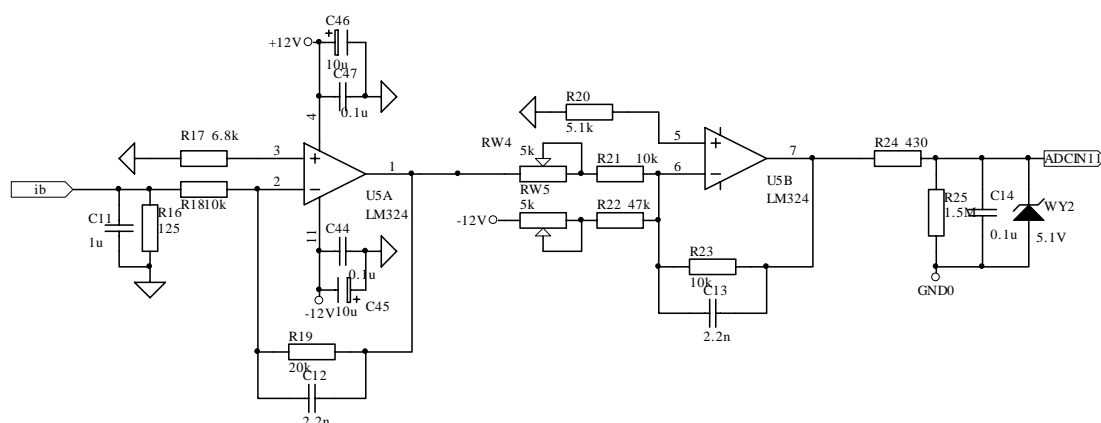 C46
+
+12V
10u
C47
0.1u
4
R17 6.8k
3
+
ib
2
−
1
R18 10k
U5A
LM324
C11
1u
R16
125
11
C44
0.1u
-12V
10u
+
C45
R19
20k
C12
2.2n
R20
5.1k
RW4
5k
R21 10k
5
+
6
−
7
U5B
LM324
RW5
5k
-12V
R22 47k
R23
10k
C13
2.2n
R24 430
ADCIN11
R25
1.5M
C14
0.1u
WY2
5.1V
GND0